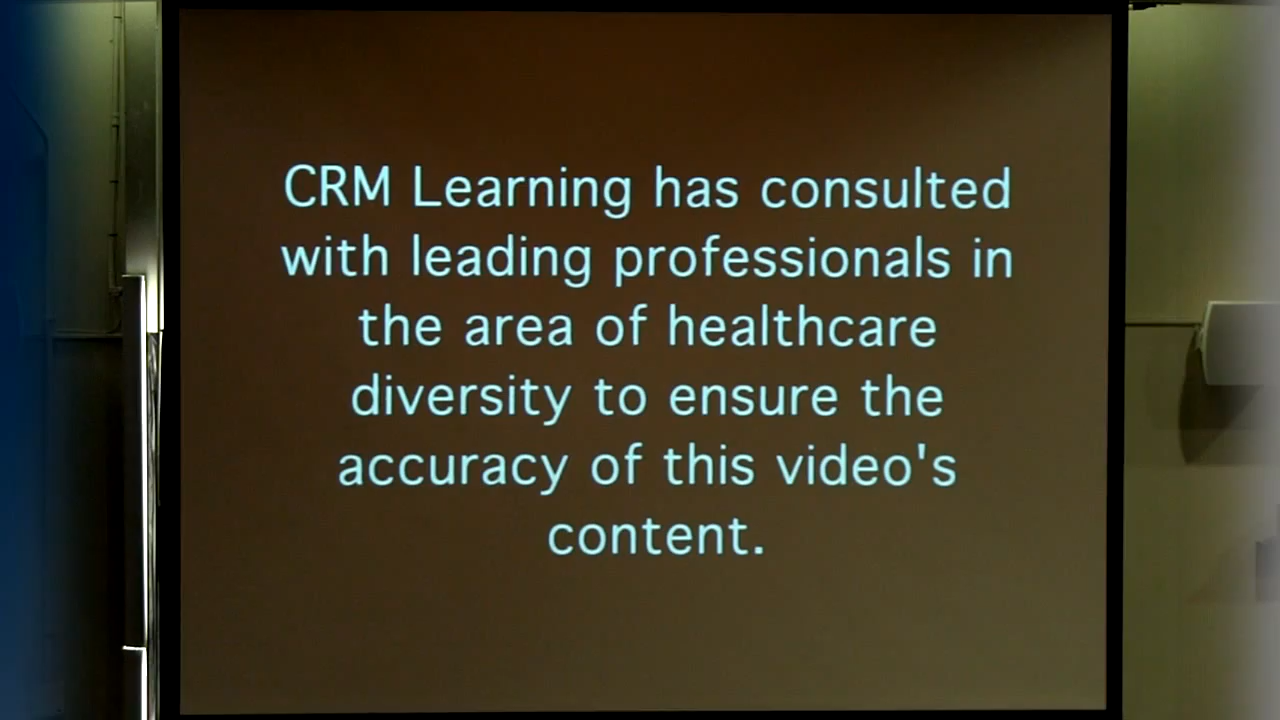 CRM Learning has consulted
with leading professionals in
the area of healthcare
diversity to ensure the
accuracy of this video's
content.